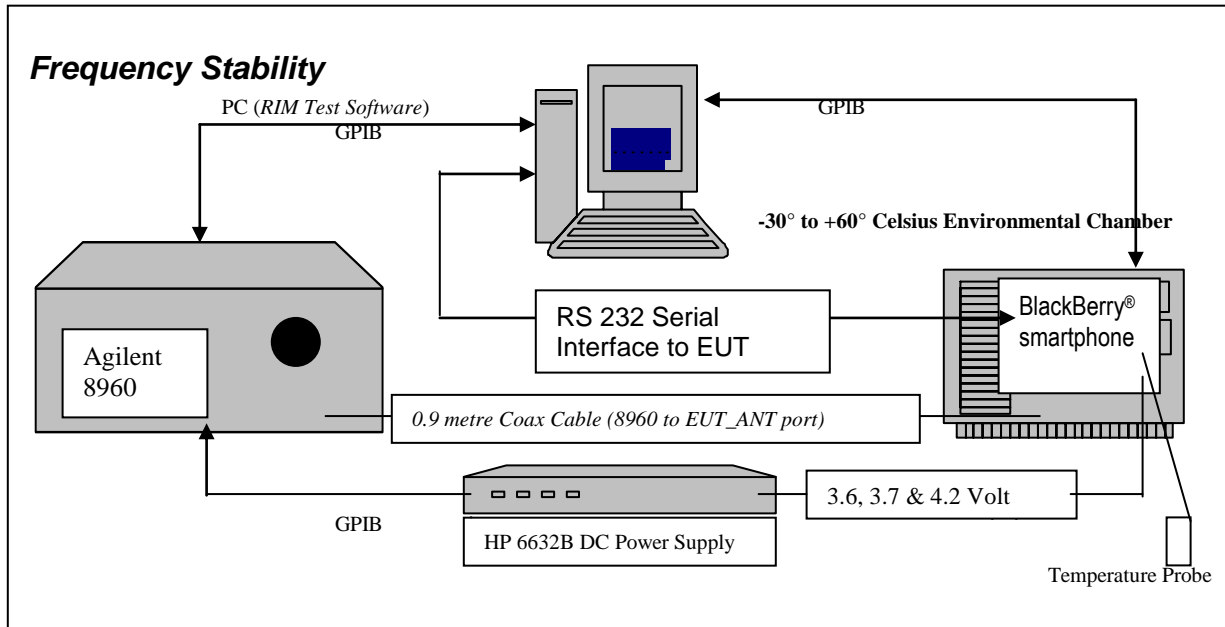 Frequency Stability
PC (RIM Test Software)
GPIB
GPIB
-30° to +60° Celsius Environmental Chamber
RS 232 Serial
Interface to EUT
BlackBerry®
smartphone
Agilent
8960
0.9 metre Coax Cable (8960 to EUT_ANT port)
3.6, 3.7 & 4.2 Volt
GPIB
HP 6632B DC Power Supply
Temperature Probe